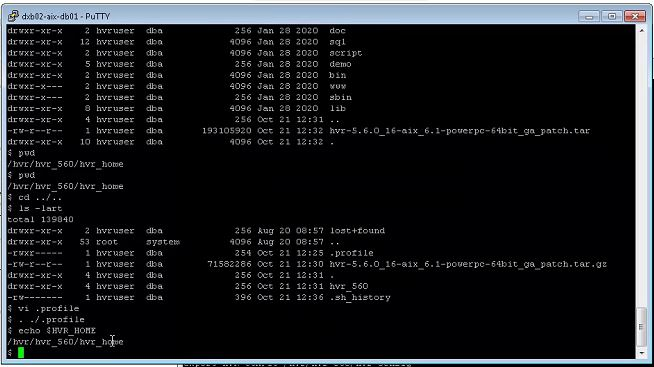 dxb02-aix-db01 - PuTTY
drwxr-xr-x 2 hvruser dba 256 Jan 28 2020 doc
drwxr-xr-x 12 hvruser dba 4096 Jan 28 2020 sql
drwxr-xr-x 2 hvruser dba 4096 Jan 28 2020 script
drwxr-xr-x 5 hvruser dba 256 Jan 28 2020 demo
drwxr-x--- 2 hvruser dba 4096 Jan 28 2020 bin
drwxr-x--- 2 hvruser dba 256 Jan 28 2020 www
drwxr-x--- 2 hvruser dba 256 Jan 28 2020 sbin
drwxr-xr-x 8 hvruser dba 4096 Jan 28 2020 lib
drwxr-xr-x 4 hvruser dba 256 Oct 21 12:31 ..
-rw-r--r-- 1 hvruser dba 193105920 Oct 21 12:32 hvr-5.6.0_16-aix_6.1-powerpc-64bit_ga_patch.tar
drwxr-xr-x 10 hvruser dba 4096 Oct 21 12:32 .
$ pwd
/hvr/hvr_560/hvr_home
$ pwd
/hvr/hvr_560/hvr_home
$ cd ../..
$ ls -lart
total 139840
drwxr-xr-x 2 hvruser dba 256 Aug 20 08:57 lost+found
drwxr-xr-x 53 root system 4096 Aug 20 08:57 ..
-rwxr----- 1 hvruser dba 254 Oct 21 12:25 .profile
-rw-r--r-- 1 hvruser dba 71582286 Oct 21 12:30 hvr-5.6.0_16-aix_6.1-powerpc-64bit_ga_patch.tar.gz
drwxr-xr-x 4 hvruser dba 256 Oct 21 12:31 .
drwxr-xr-x 4 hvruser dba 256 Oct 21 12:31 hvr_560
-rw------- 1 hvruser dba 396 Oct 21 12:36 .sh_history
$ vi .profile
$ . ./.profile
$ echo $HVR_HOME
/hvr/hvr_560/hvr_home
$